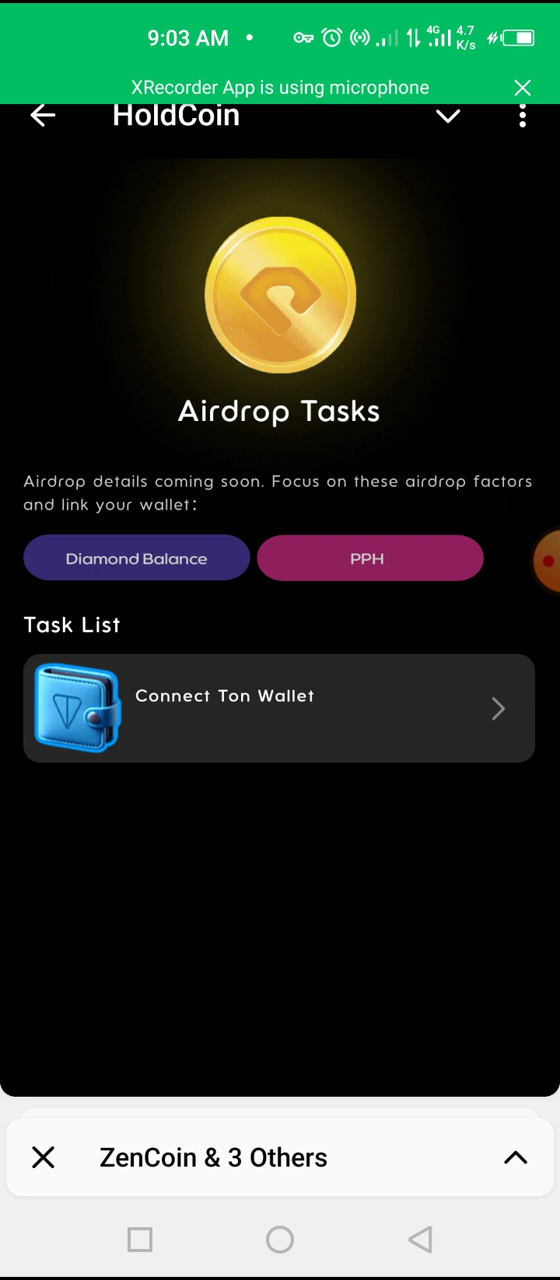 9:03 AM
4G 4.7 K/s
XRecorder App is using microphone
HoldCoin
Airdrop Tasks
Airdrop details coming soon. Focus on these airdrop factors
and link your wallet:
Diamond Balance
PPH
Task List
Connect Ton Wallet
ZenCoin & 3 Others